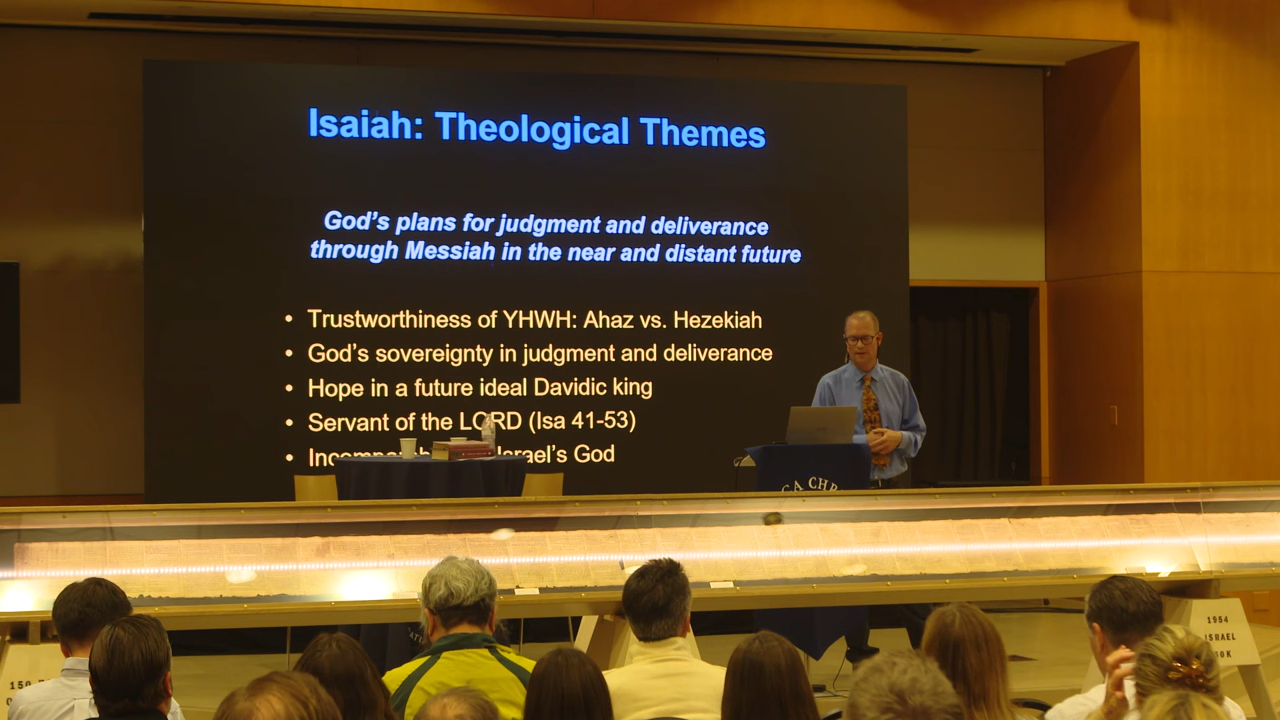 Isaiah: Theological Themes
God's plans for judgment and deliverance
through Messiah in the near and distant future
• Trustworthiness of YHWH: Ahaz vs. Hezekiah
• God's sovereignty in judgment and deliverance
• Hope in a future ideal Davidic king
• Servant of the LORD (Isa 41-53)
• Israel's God
1954
ISRAEL